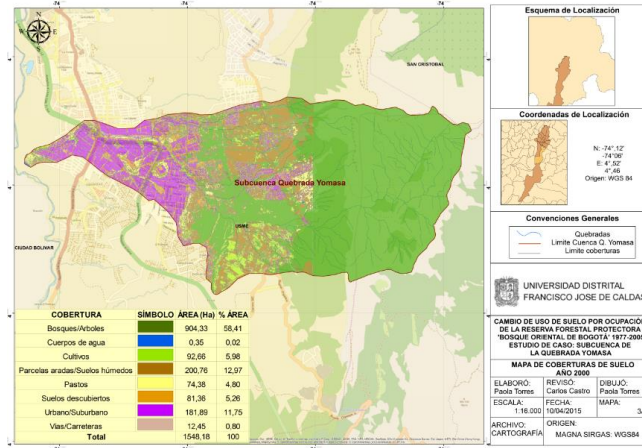 -74
-74
-74
SAN CRISTOBAL
Subcuenca Quebrada Yomasa
USME
CIUDAD BOLIVAR
COBERTURA SÍMBOLO ÁREA (Ha) % ÁREA
Bosques/Arboles 904,33 58,41
Cuerpos de agua 0,35 0,02
Cultivos 92,66 5,98
Parcelas aradas/Suelos húmedos 200,76 12,97
Pastos 74,38 4,80
Suelos descubiertos 81,36 5,26
Urbano/Suburbano 181,89 11,75
Vías/Carreteras 12,45 0,80
Total 1548,18 100
Esquema de Localización
Coordenadas de Localización
N: -74°,12'
-74°06'
E: 4°,52'
4°,46
Origen: WGS 84
Convenciones Generales
Quebradas
Limite Cuenca Q. Yomasa
Limite coberturas
UNIVERSIDAD DISTRITAL
FRANCISCO JOSE DE CALDAS
CAMBIO DE USO DE SUELO POR OCUPACIÓN
DE LA RESERVA FORESTAL PROTECTORA
'BOSQUE ORIENTAL DE BOGOTÁ' 1977-2005
ESTUDIO DE CASO: SUBCUENCA DE
LA QUEBRADA YOMASA
MAPA DE COBERTURAS DE SUELO
AÑO 2000
ELABORÓ: REVISÓ: DIBUJÓ:
Paola Torres Carlos Castro Paola Torres
ESCALA: FECHA: MAPA:
1:16.000 10/04/2015 3/
ARCHIVO: ORIGEN:
CARTOGRAFÍA MAGNA SIRGAS: WGS84